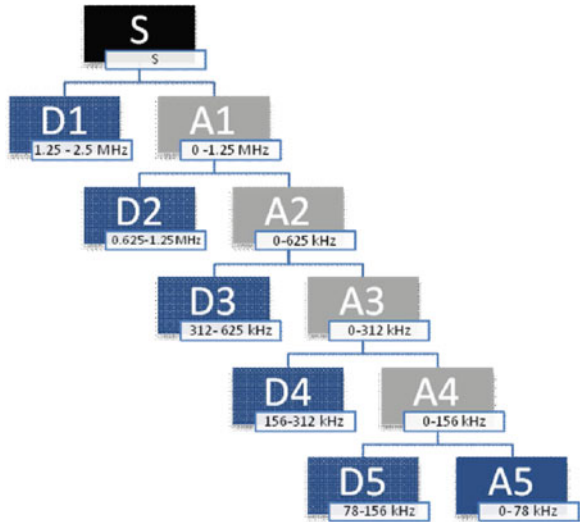 S
S
D1
1.25 - 2.5 MHz
A1
0 -1.25 MHz
D2
0.625-1.25MHz
A2
0-625 kHz
D3
312- 625 kHz
A3
0-312 kHz
D4
156-312 kHz
A4
0-156 kHz
D5
78-156 kHz
A5
0- 78 kHz